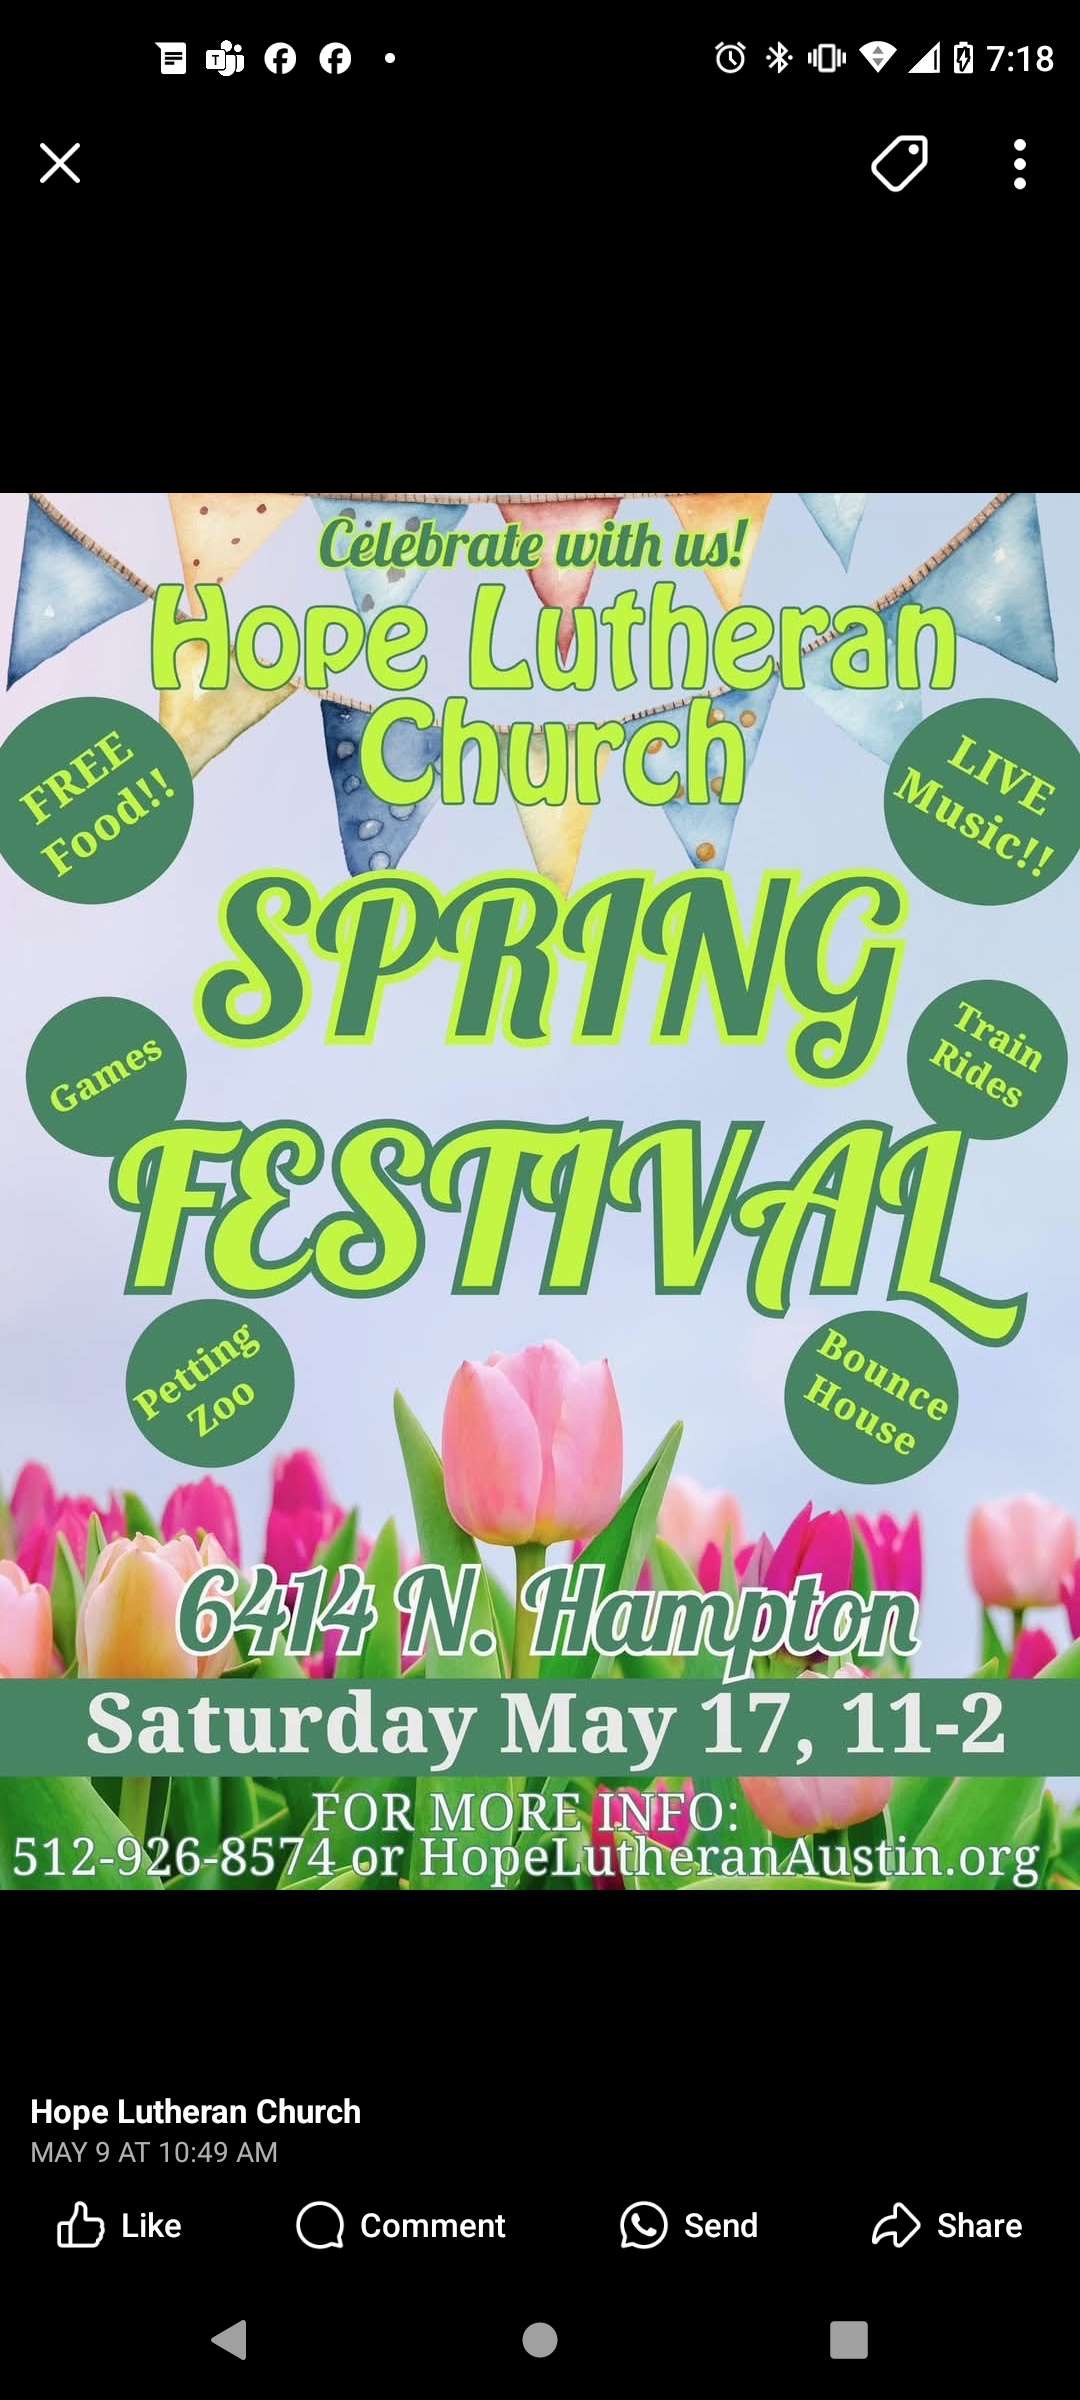 7:18
Celebrate with us!
Hope Lutheran
Church
FREE
Food!!
LIVE
Music!!
SPRING
Games
Train
Rides
FESTIVAL
Petting
Zoo
Bounce
House
6414 N. Hampton
Saturday May 17, 11-2
FOR MORE INFO:
512-926-8574 or HopeLutheranAustin.org
Hope Lutheran Church
MAY 9 AT 10:49 AM
Like Comment Send Share